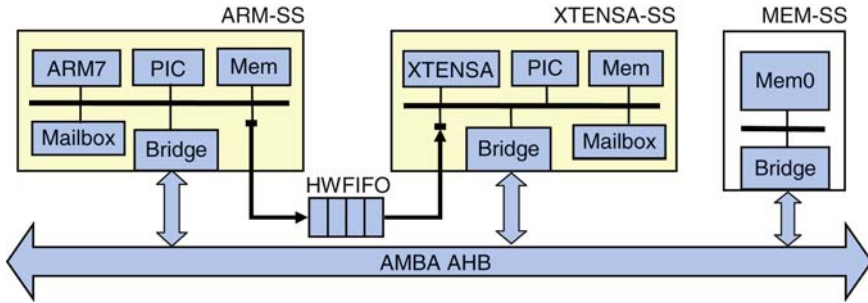 ARM-SS
XTENSA-SS
MEM-SS
ARM7
PIC
Mem
Mailbox
Bridge
XTENSA
PIC
Mem
Bridge
Mailbox
Mem0
Bridge
HWFIFO
AMBA AHB